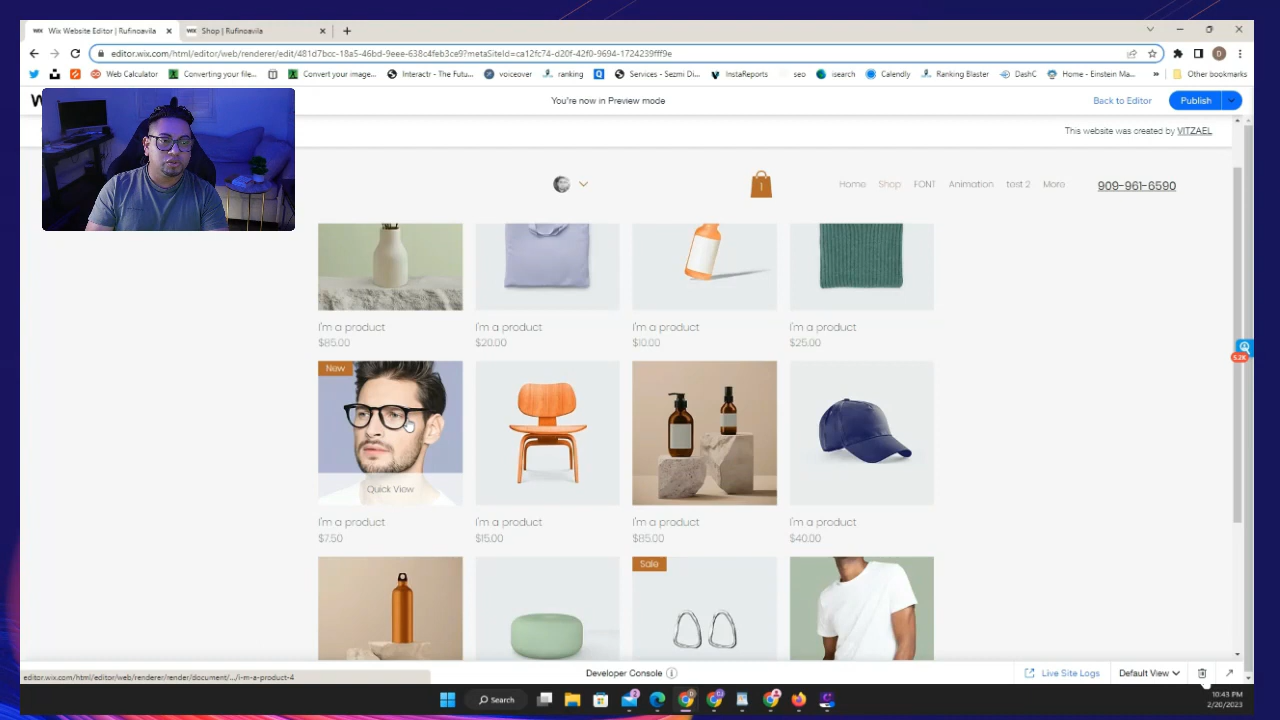 Wix Website Editor | Rufinoavila
Shop | Rufinoavila
editor.wix.com/html/editor/web/renderer/edit/481d7bcc-18a5-46bd-9eee-638c4feb3ce9?metaSiteId=ca12fc74-d20f-42f0-9694-1724239fff9e
Web Calculator
Converting your file...
Convert your image...
Interactr - The Futu...
voiceover
ranking
Services - Sezmi Di...
InstaReports
seo
isearch
Calendly
Ranking Blaster
DashC
Home - Einstein Ma...
Other bookmarks
You're now in Preview mode
Back to Editor
Publish
This website was created by VITZAEL
1
Home
Shop
FONT
Animation
test 2
More
909-961-6590
I'm a product
I'm a product
I'm a product
I'm a product
$85.00
$20.00
$10.00
$25.00
New
Quick View
I'm a product
I'm a product
I'm a product
I'm a product
$7.50
$15.00
$85.00
$40.00
Sale
5.2K
Developer Console
Live Site Logs
Default View
editor.wix.com/html/editor/web/renderer/render/document/.../i-m-a-product-4
Search
10:43 PM
2/20/2023